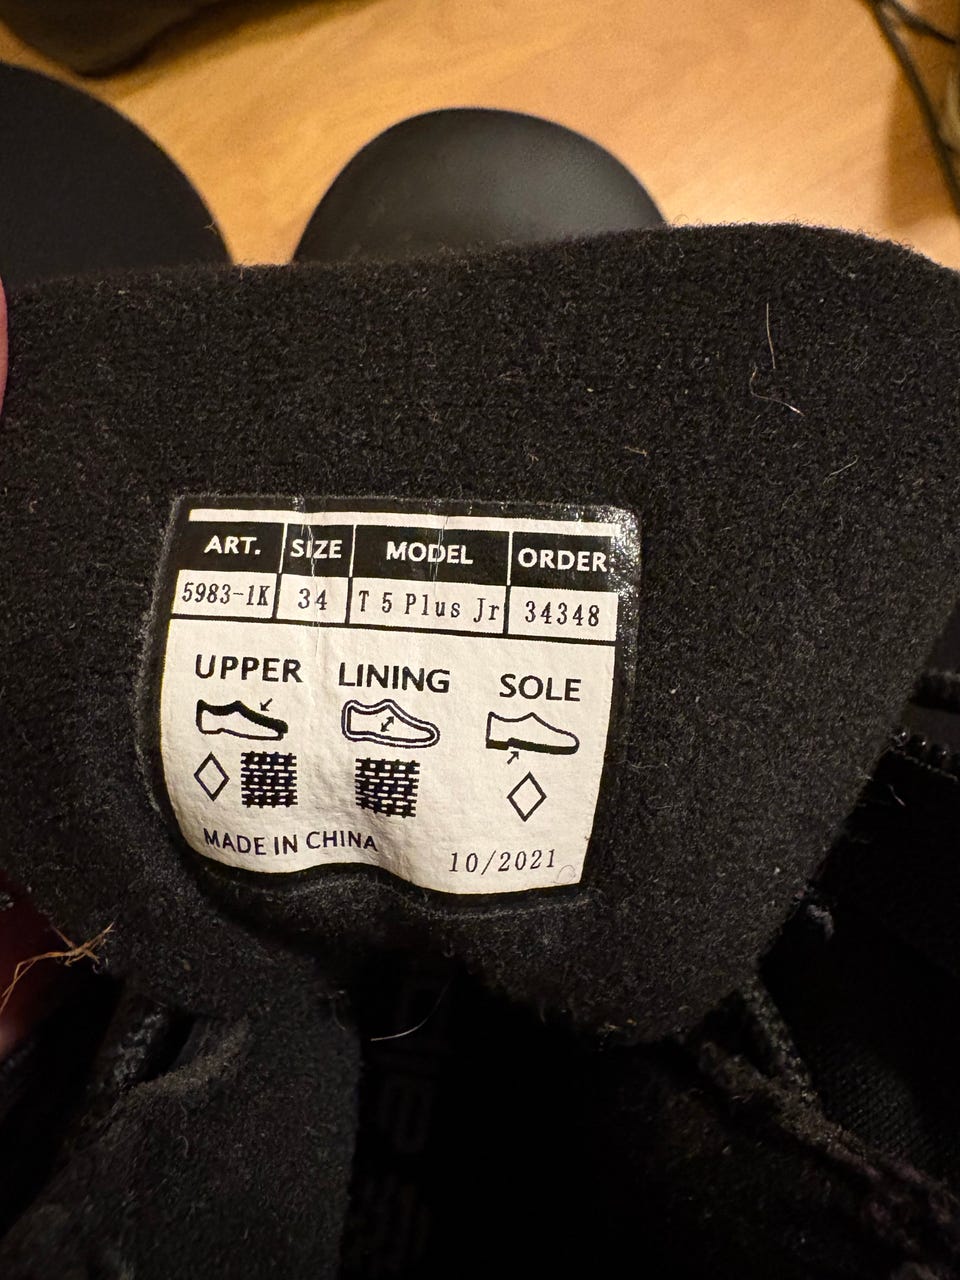 ART. SIZE MODEL ORDER
5983-1K 34 T 5 Plus Jr 34348
UPPER LINING SOLE
MADE IN CHINA
10/2021